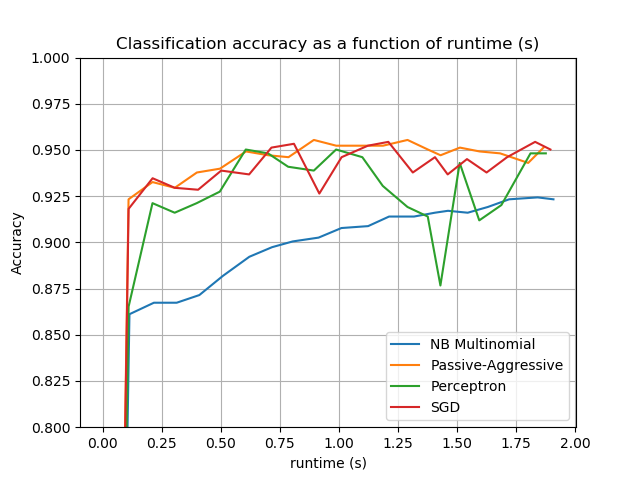 Classification accuracy as a function of runtime (s)
1.000
0.975
0.950
0.925
0.900
0.875
0.850
0.825
0.800
Accuracy
NB Multinomial
Passive-Aggressive
Perceptron
SGD
0.00 0.25 0.50 0.75 1.00 1.25 1.50 1.75 2.00
runtime (s)